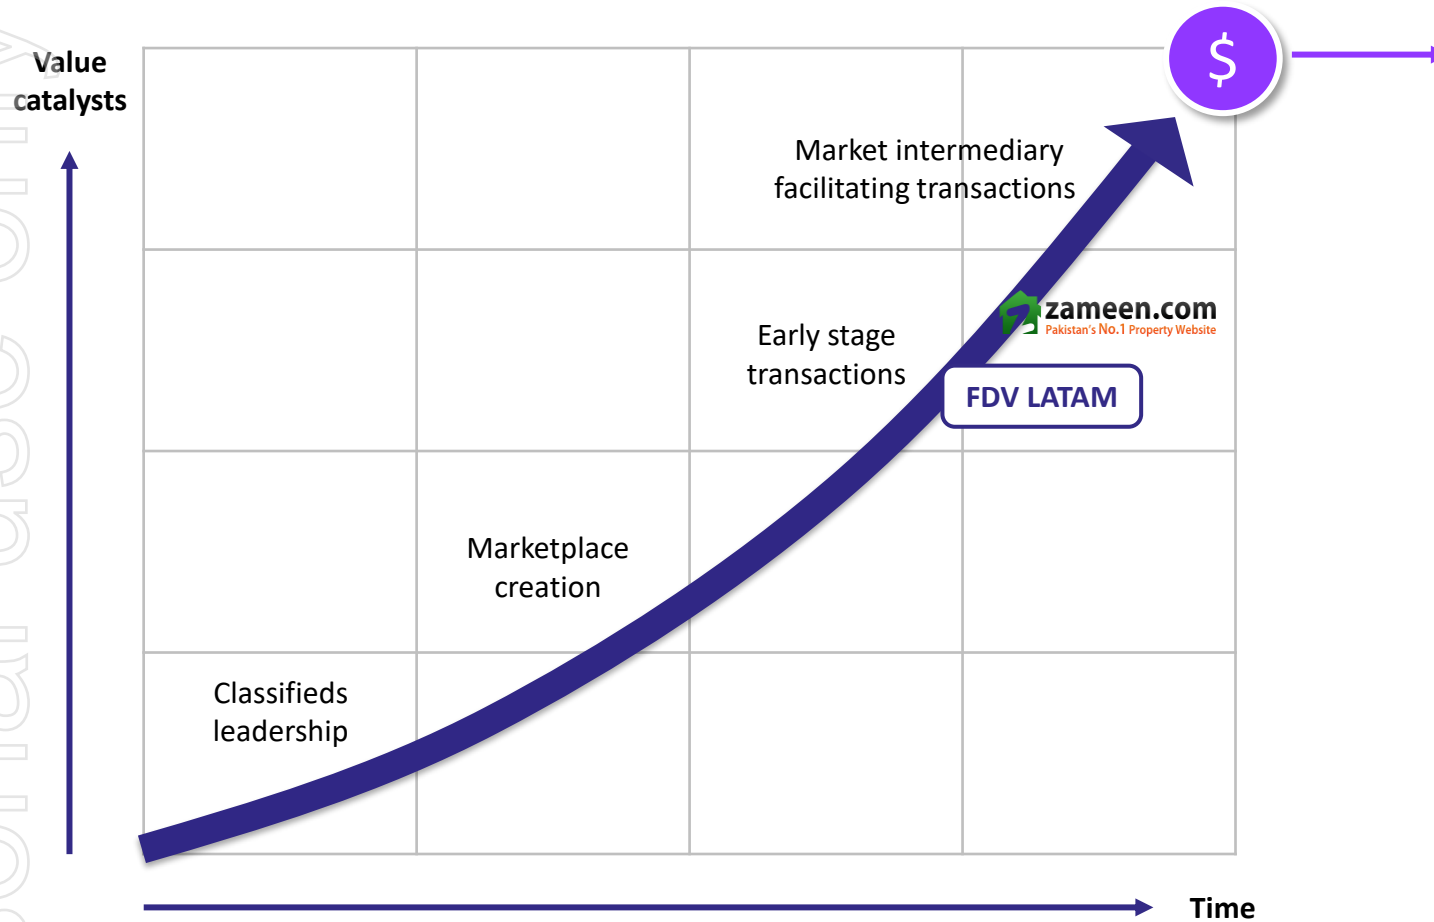 Value
catalysts
$
Market intermediary
facilitating transactions
zameen.com
Pakistan's No.1 Property Website
Early stage
transactions
FDV LATAM
Marketplace
creation
Classifieds
leadership
Time